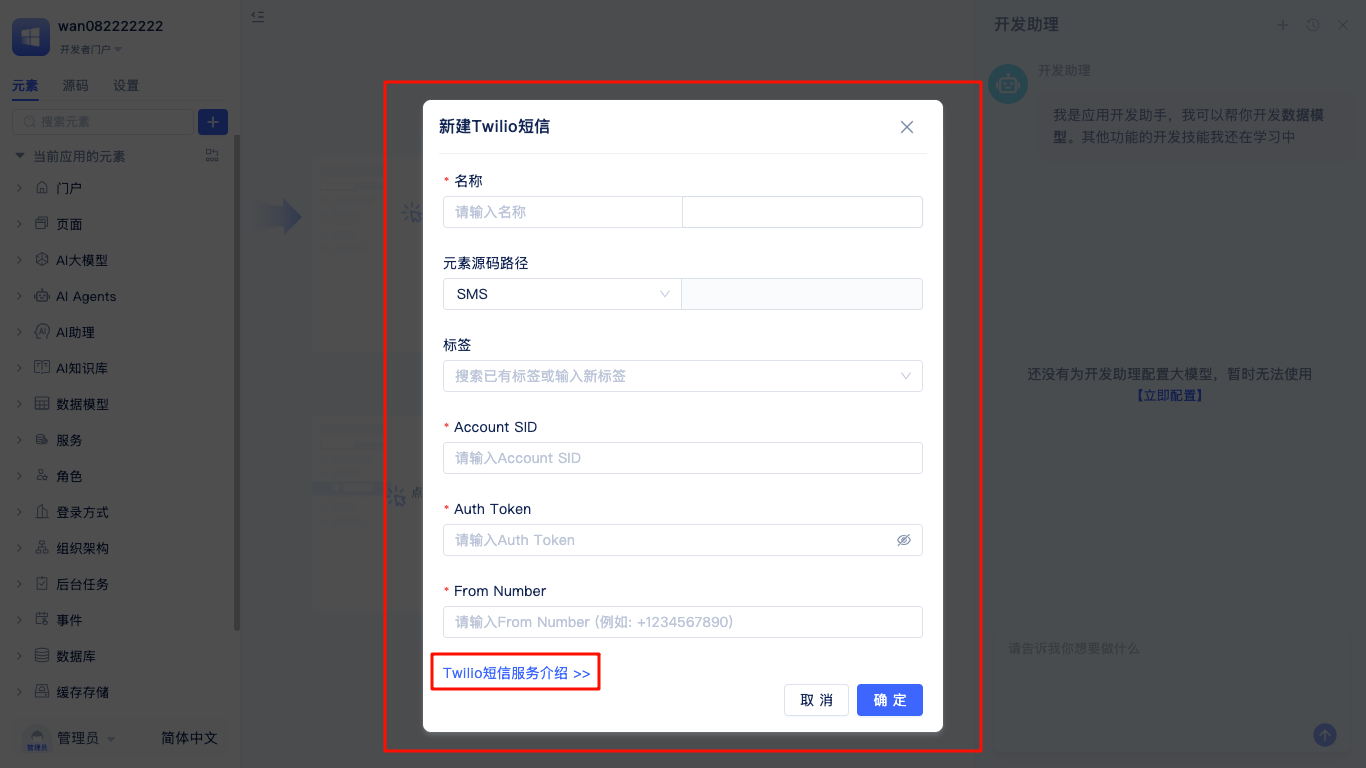 wan082222222
开发者门户
元素 源码 设置
搜索元素
当前应用的元素
门户
页面
AI大模型
AI Agents
AI助理
AI知识库
数据模型
服务
角色
登录方式
组织架构
后台任务
事件
数据库
缓存存储
管理员
管理员
简体中文
点
新建Twilio短信
* 名称
请输入名称
元素源码路径
SMS
标签
搜索已有标签或输入新标签
* Account SID
请输入Account SID
* Auth Token
请输入Auth Token
* From Number
请输入From Number (例如: +1234567890)
Twilio短信服务介绍 >>
取 消
确 定
开发助理
开发助理
我是应用开发助手，我可以帮你开发数据模
型。其他功能的开发技能我还在学习中
还没有为开发助理配置大模型，暂时无法使用
【立即配置】
请告诉我你想要做什么